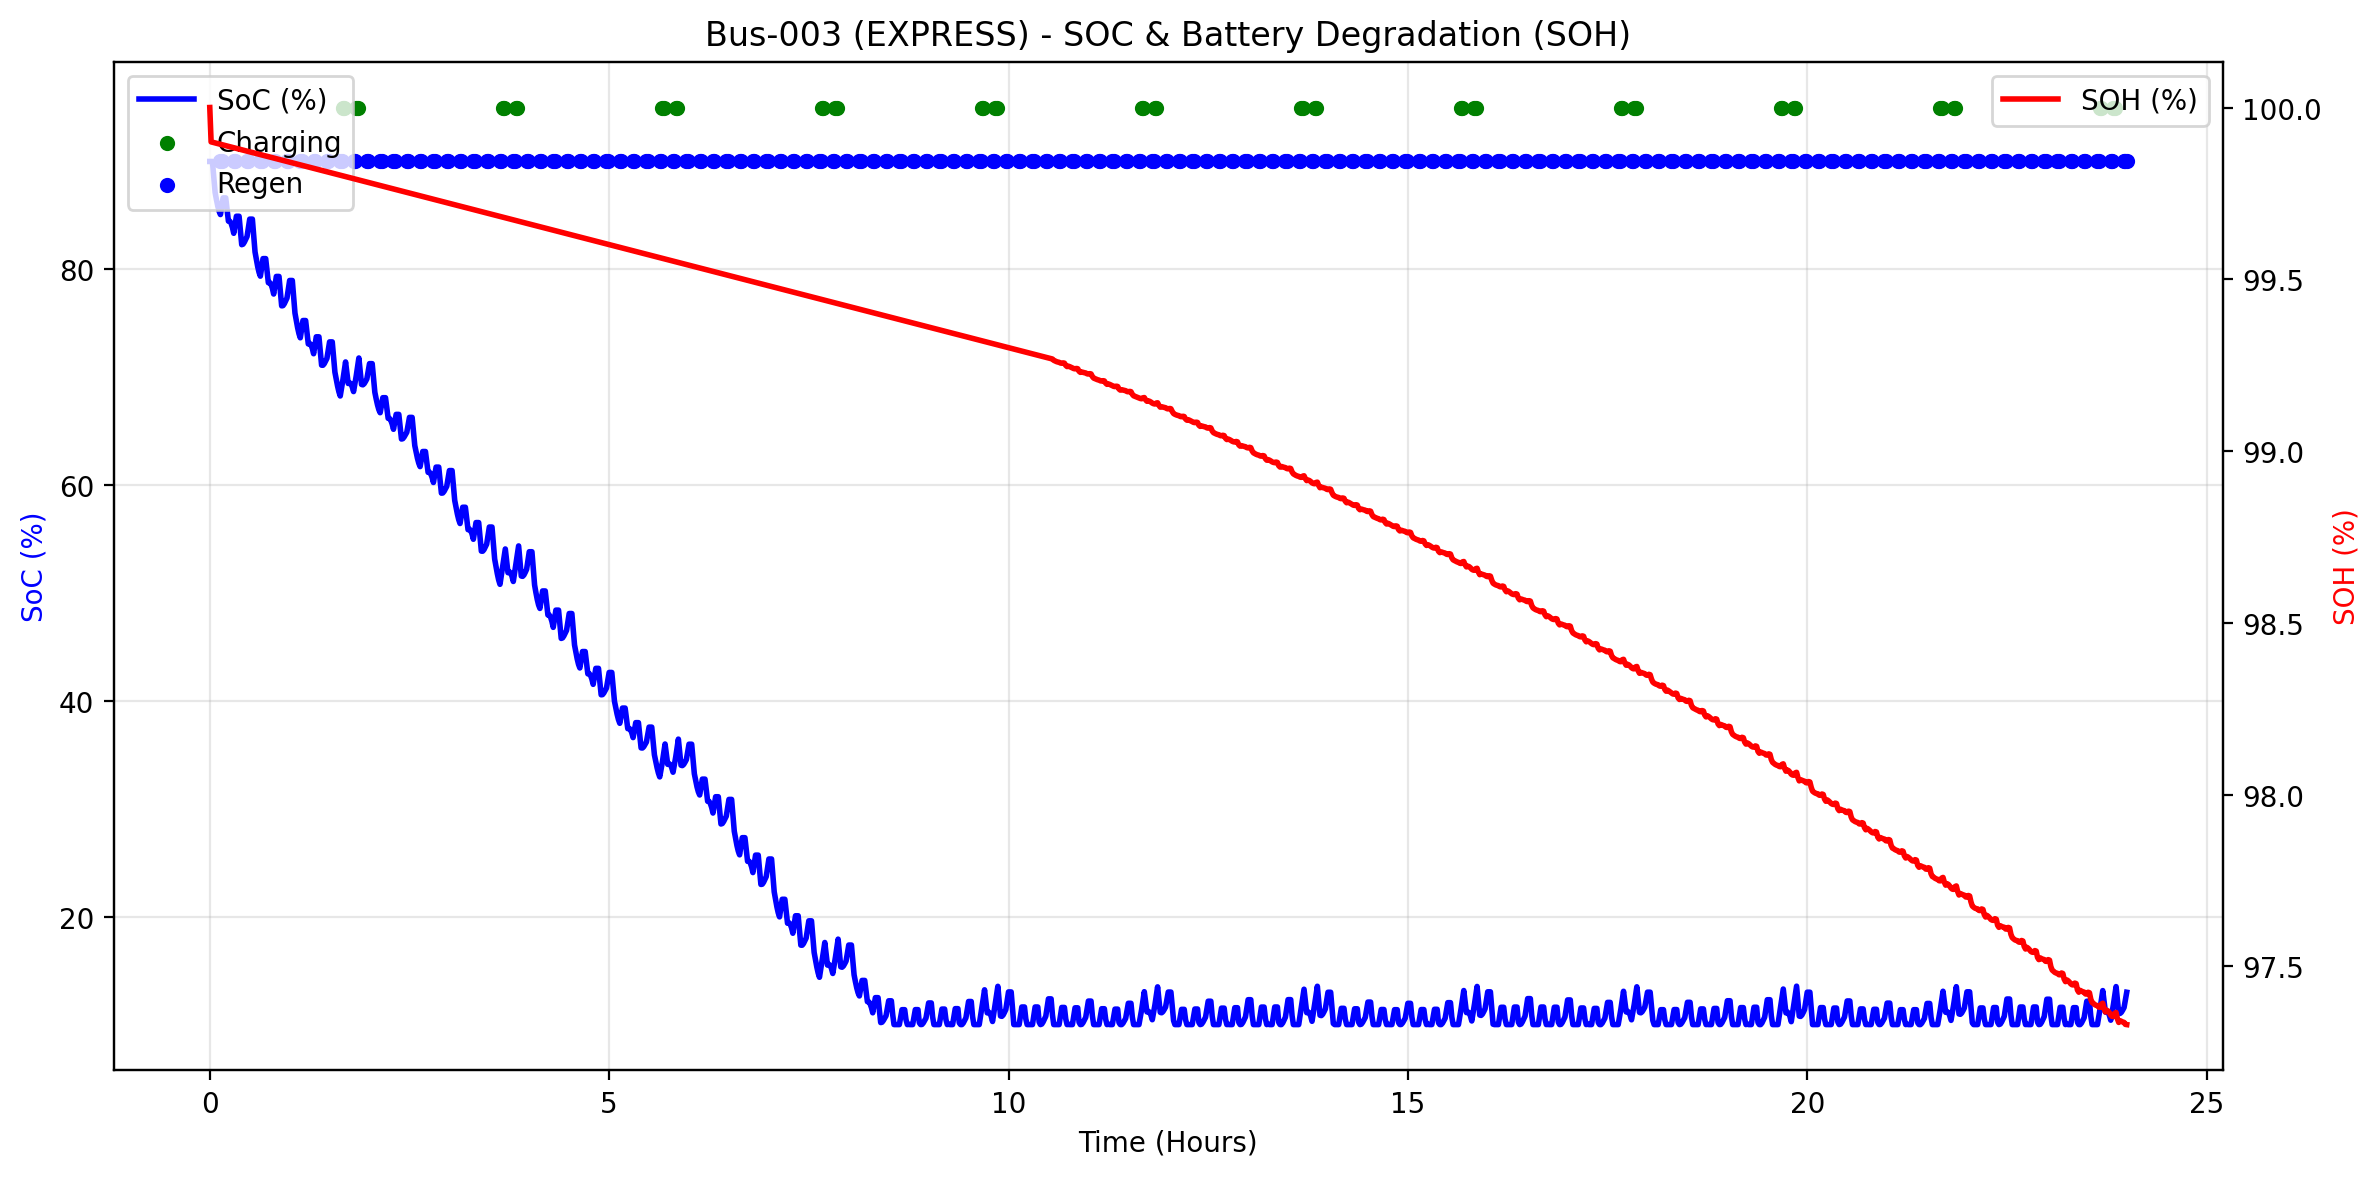 Bus-003 (EXPRESS) - SOC & Battery Degradation (SOH)
SoC (%)
Charging
Regen
SOH (%)
80
60
40
20
SoC (%)
100.0
99.5
99.0
98.5
98.0
97.5
SOH (%)
0
5
10
15
20
25
Time (Hours)